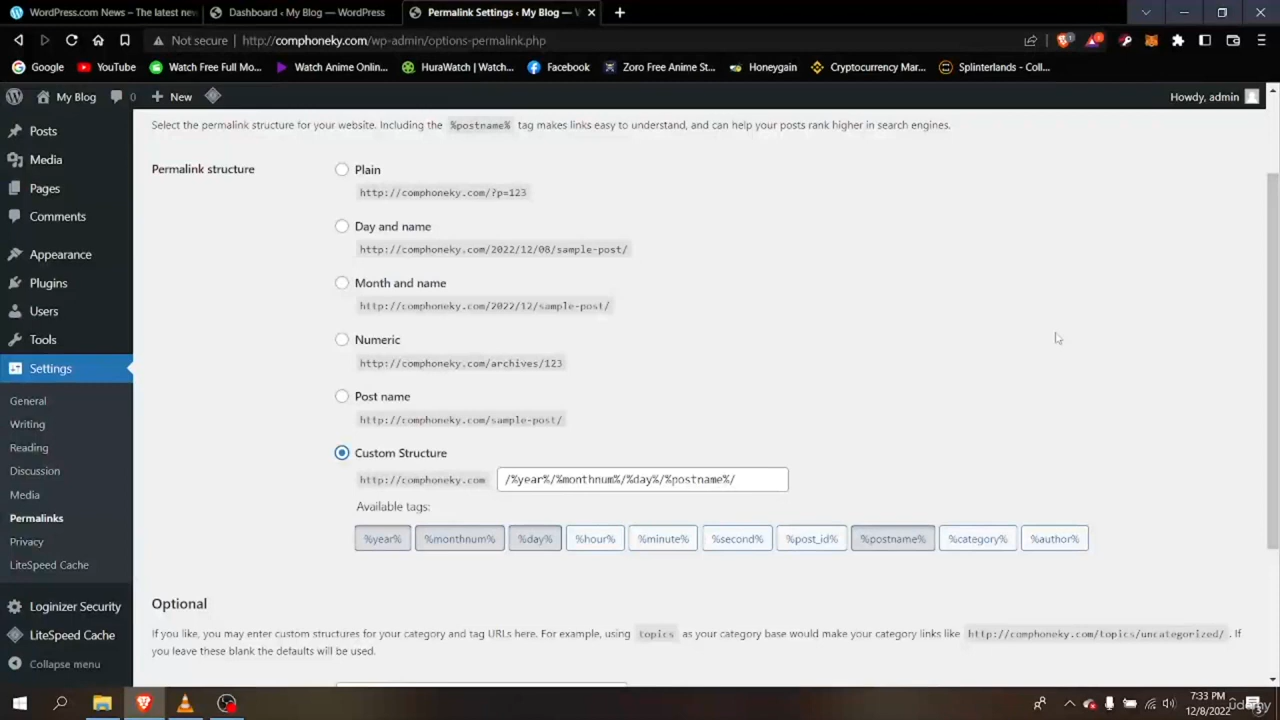 WordPress.com News – The latest nev
Dashboard ‹ My Blog — WordPress
Permalink Settings ‹ My Blog —
Not secure
http://comphoneky.com/wp-admin/options-permalink.php
Google
YouTube
Watch Free Full Mo...
Watch Anime Onlin...
HuraWatch | Watc...
Facebook
Zoro Free Anime St...
Honeygain
Cryptocurrency Mar...
Splinterlands - Coll...
My Blog
0
New
Howdy, admin
Posts
Media
Pages
Comments
Appearance
Plugins
Users
Tools
Settings
General
Writing
Reading
Discussion
Media
Permalinks
Privacy
LiteSpeed Cache
Loginizer Security
LiteSpeed Cache
Collapse menu
Select the permalink structure for your website. Including the %postname% tag makes links easy to understand, and can help your posts rank higher in search engines.
Permalink structure
Plain
http://comphoneky.com/?p=123
Day and name
http://comphoneky.com/2022/12/08/sample-post/
Month and name
http://comphoneky.com/2022/12/sample-post/
Numeric
http://comphoneky.com/archives/123
Post name
http://comphoneky.com/sample-post/
Custom Structure
http://comphoneky.com /%year%/%monthnum%/%day%/%postname%/
Available tags:
%year% %monthnum% %day% %hour% %minute% %second% %post_id% %postname% %category% %author%
Optional
If you like, you may enter custom structures for your category and tag URLs here. For example, using topics as your category base would make your category links like http://comphoneky.com/topics/uncategorized/ . If
you leave these blank the defaults will be used.
7:33 PM
12/8/2022
udemy